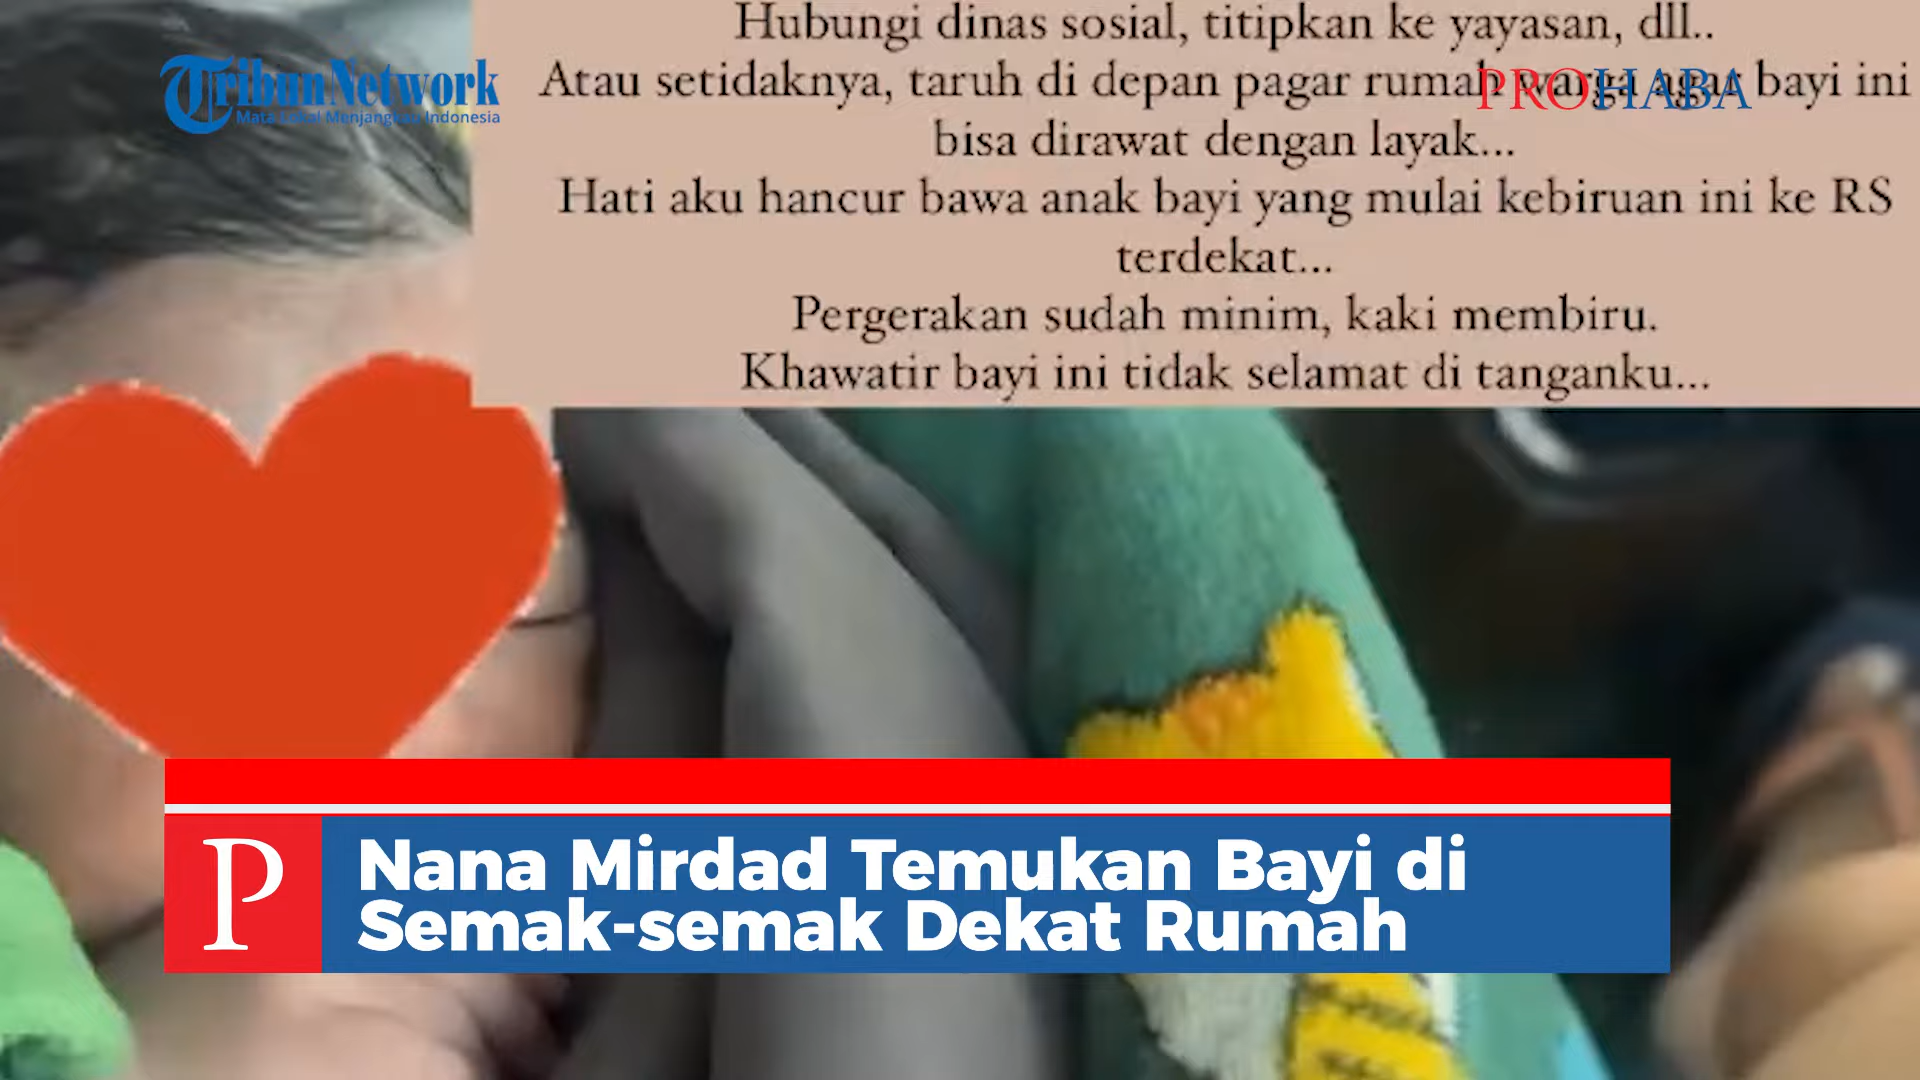 Hubungi dinas sosial, titipkan ke yayasan, dll..
TribunNetwork
Mata Lokal Menjangkau Indonesia
Atau setidaknya, taruh di depan pagar rumah warga agar bayi ini
PROHABA
bisa dirawat dengan layak...
Hati aku hancur bawa anak bayi yang mulai kebiruan ini ke RS
terdekat...
Pergerakan sudah minim, kaki membiru.
Khawatir bayi ini tidak selamat di tanganku...
P
Nana Mirdad Temukan Bayi di
Semak-semak Dekat Rumah